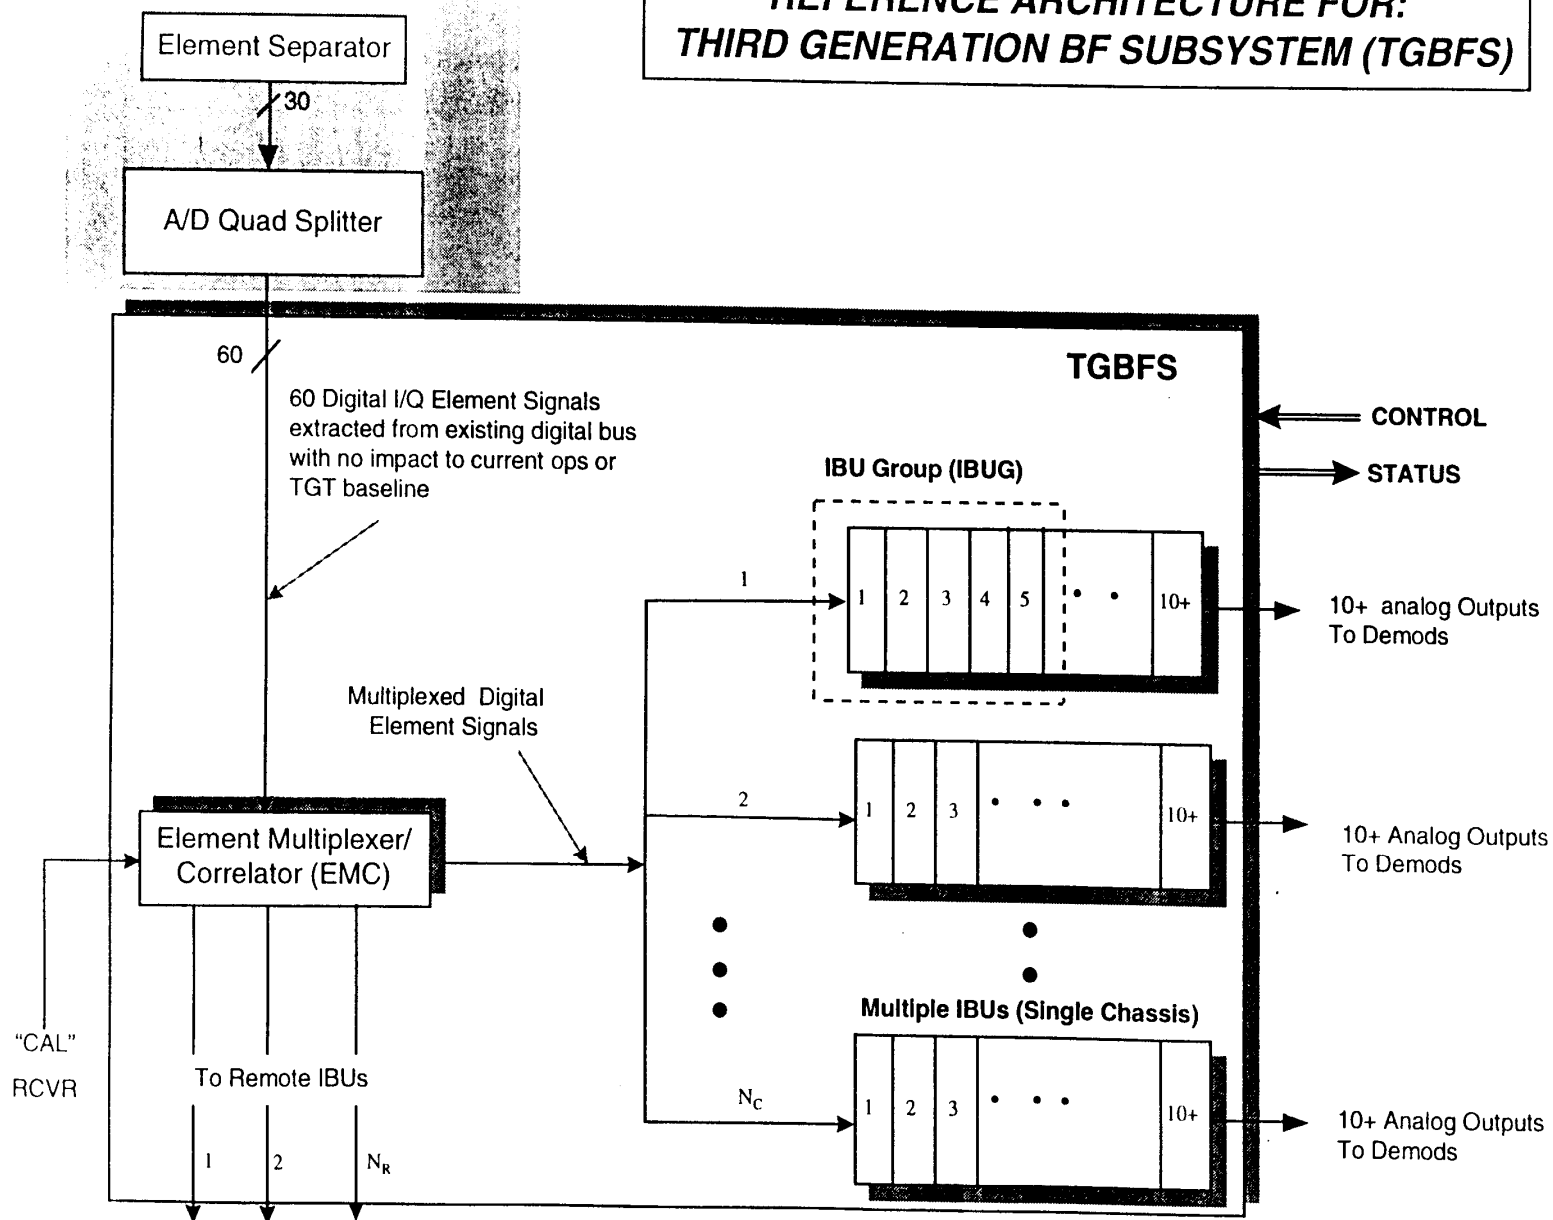 REFERENCE ARCHITECTURE FOR:
THIRD GENERATION BF SUBSYSTEM (TGBFS)
Element Separator
30
A/D Quad Splitter
60
TGBFS
60 Digital I/Q Element Signals
extracted from existing digital bus
with no impact to current ops or
TGT baseline
CONTROL
STATUS
IBU Group (IBUG)
1
1 2 3 4 5 • • 10+
10+ analog Outputs
To Demods
Multiplexed Digital
Element Signals
2
1 2 3 • • • 10+
10+ Analog Outputs
To Demods
Element Multiplexer/
Correlator (EMC)
"CAL"
RCVR
To Remote IBUs
1 2 NR
Multiple IBUs (Single Chassis)
NC
1 2 3 • • • 10+
10+ Analog Outputs
To Demods